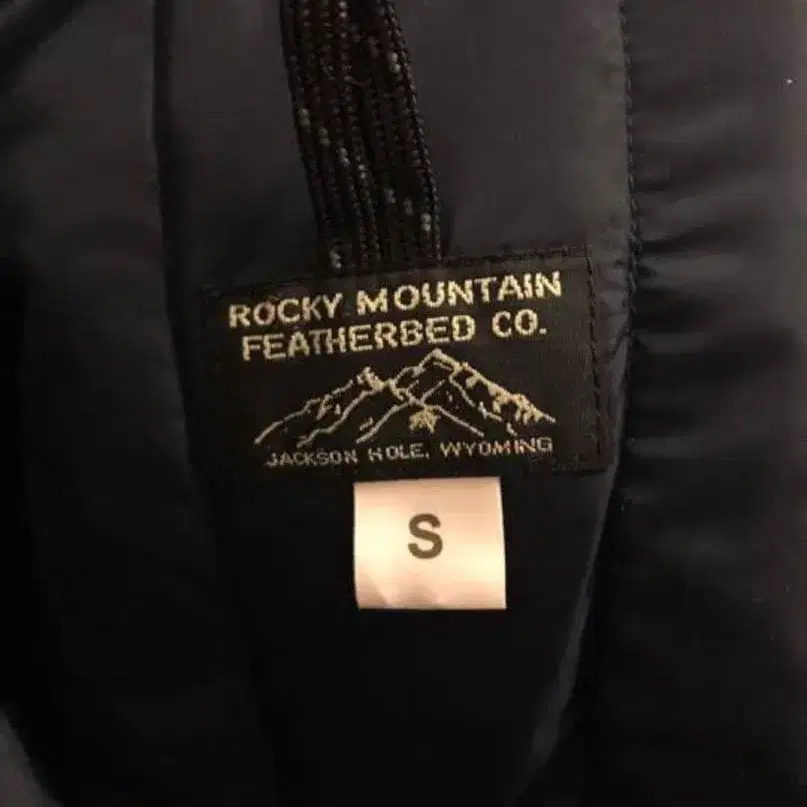 ROCKY MOUNTAIN
FEATHERBED CO.
JACKSON HOLE, WYOMING
S